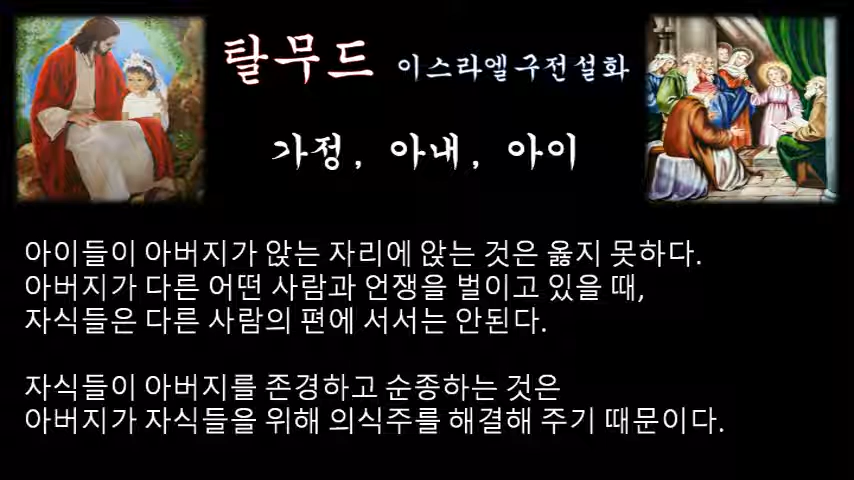 탈무드 이스라엘구전설화
가정, 아내, 아이
아이들이 아버지가 앉는 자리에 앉는 것은 옳지 못하다.
아버지가 다른 어떤 사람과 언쟁을 벌이고 있을 때,
자식들은 다른 사람의 편에 서서는 안된다.
자식들이 아버지를 존경하고 순종하는 것은
아버지가 자식들을 위해 의식주를 해결해 주기 때문이다.